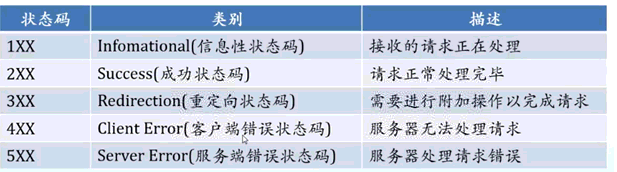 状态码 类别 描述
1XX Infomational(信息性状态码) 接收的请求正在处理
2XX Success(成功状态码) 请求正常处理完毕
3XX Redirection(重定向状态码) 需要进行附加操作以完成请求
4XX Client Error(客户端错误状态码) 服务器无法处理请求
5XX Server Error(服务端错误状态码) 服务器处理请求错误